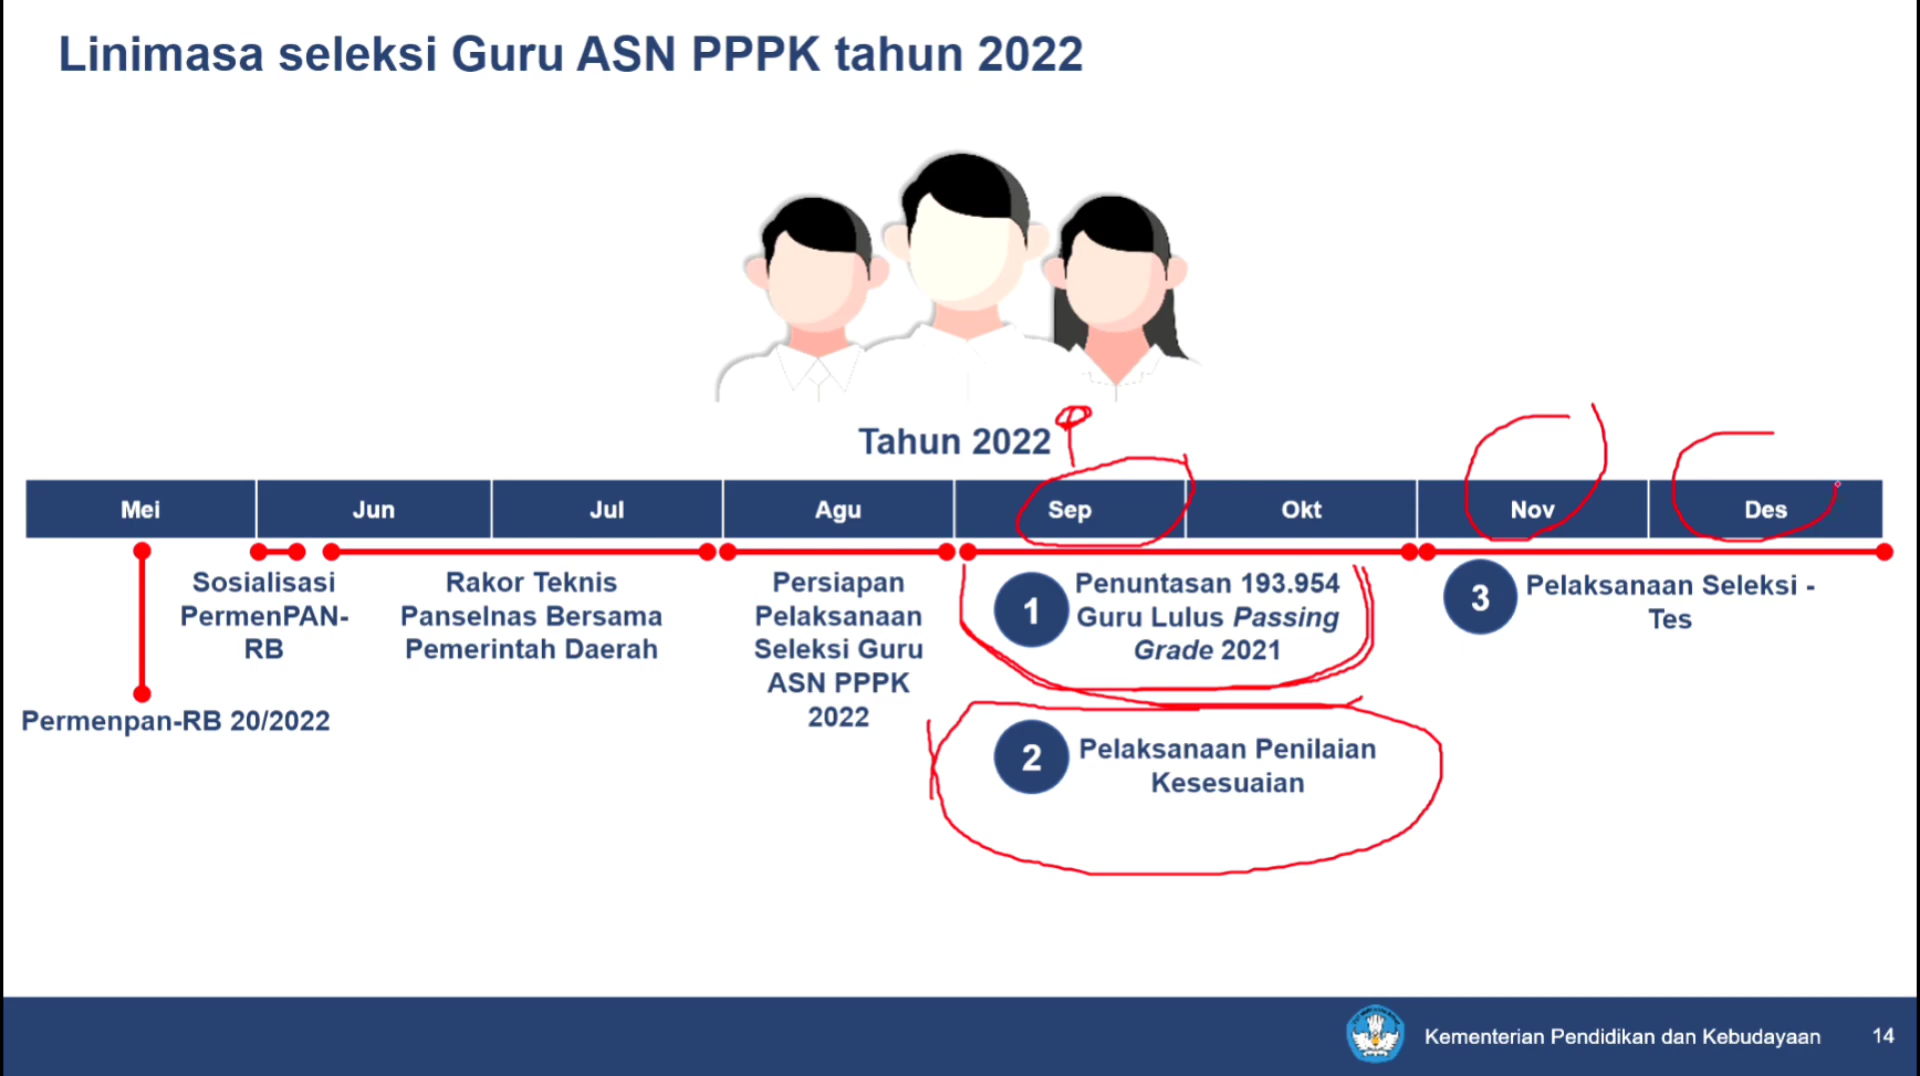 Linimasa seleksi Guru ASN PPPK tahun 2022
Tahun 2022
Mei
Jun
Jul
Agu
Sep
Okt
Nov
Des
Permenpan-RB 20/2022
Sosialisasi
PermenPAN-
RB
Rakor Teknis
Panselnas Bersama
Pemerintah Daerah
Persiapan
Pelaksanaan
Seleksi Guru
ASN PPPK
2022
1
Penuntasan 193.954
Guru Lulus Passing
Grade 2021
2
Pelaksanaan Penilaian
Kesesuaian
3
Pelaksanaan Seleksi -
Tes
Kementerian Pendidikan dan Kebudayaan
14